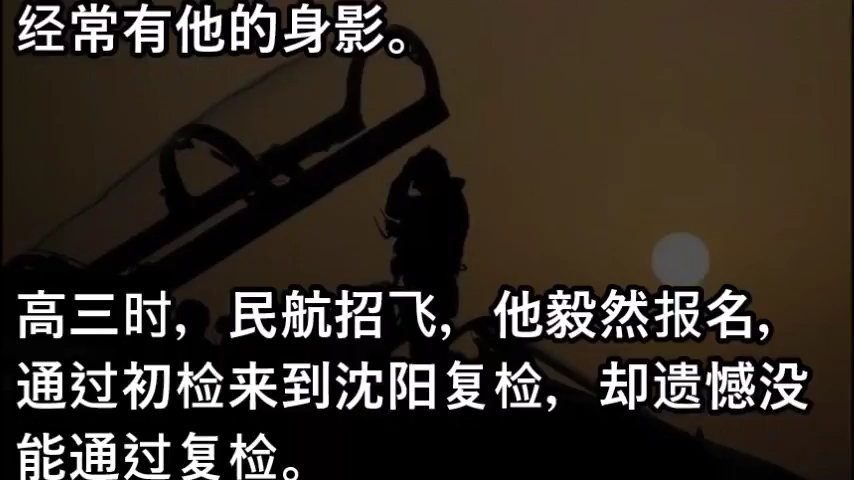 经常有他的身影。
高三时，民航招飞，他毅然报名，
通过初检来到沈阳复检，却遗憾没
能通过复检。